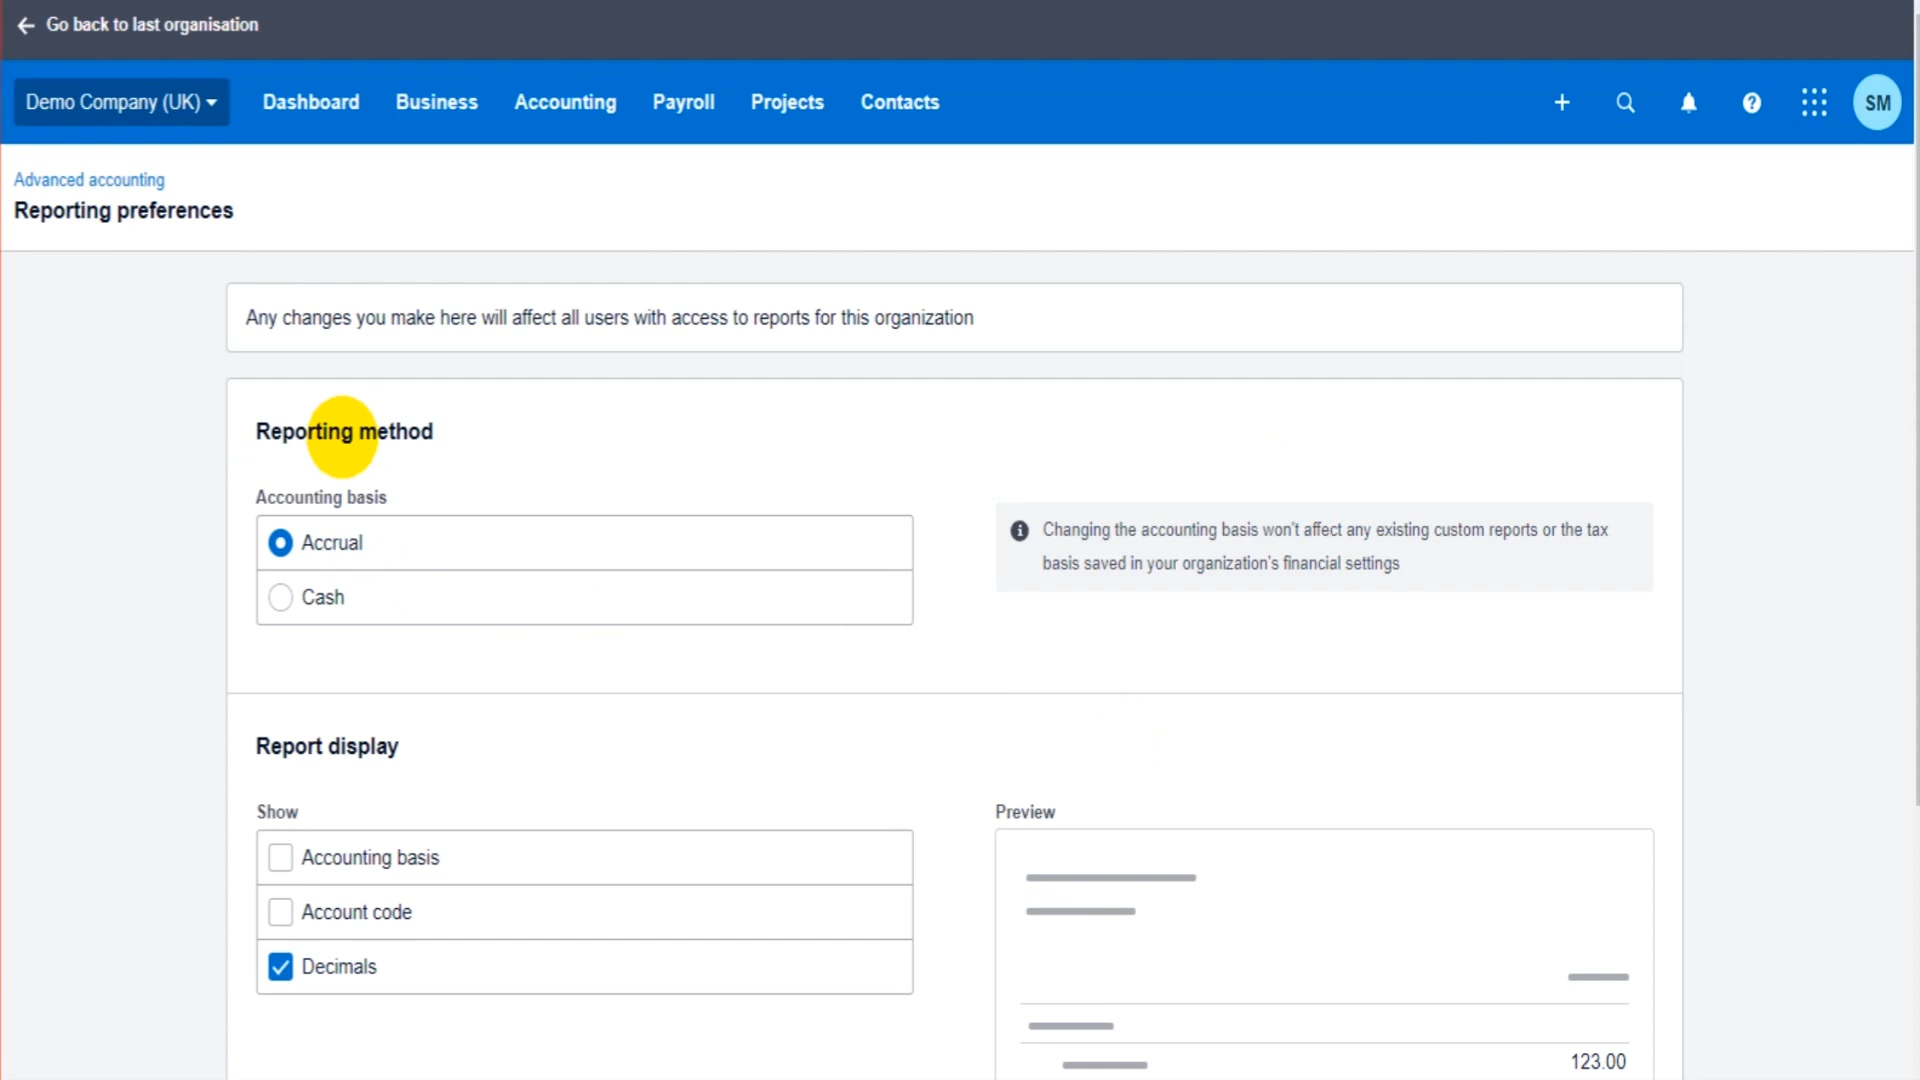 Go back to last organisation
Demo Company (UK) Dashboard Business Accounting Payroll Projects Contacts SM
Advanced accounting
Reporting preferences
Any changes you make here will affect all users with access to reports for this organization
Reporting method
Accounting basis
Accrual
Cash
Changing the accounting basis won't affect any existing custom reports or the tax
basis saved in your organization's financial settings
Report display
Show
Accounting basis
Account code
Decimals
Preview
123.00